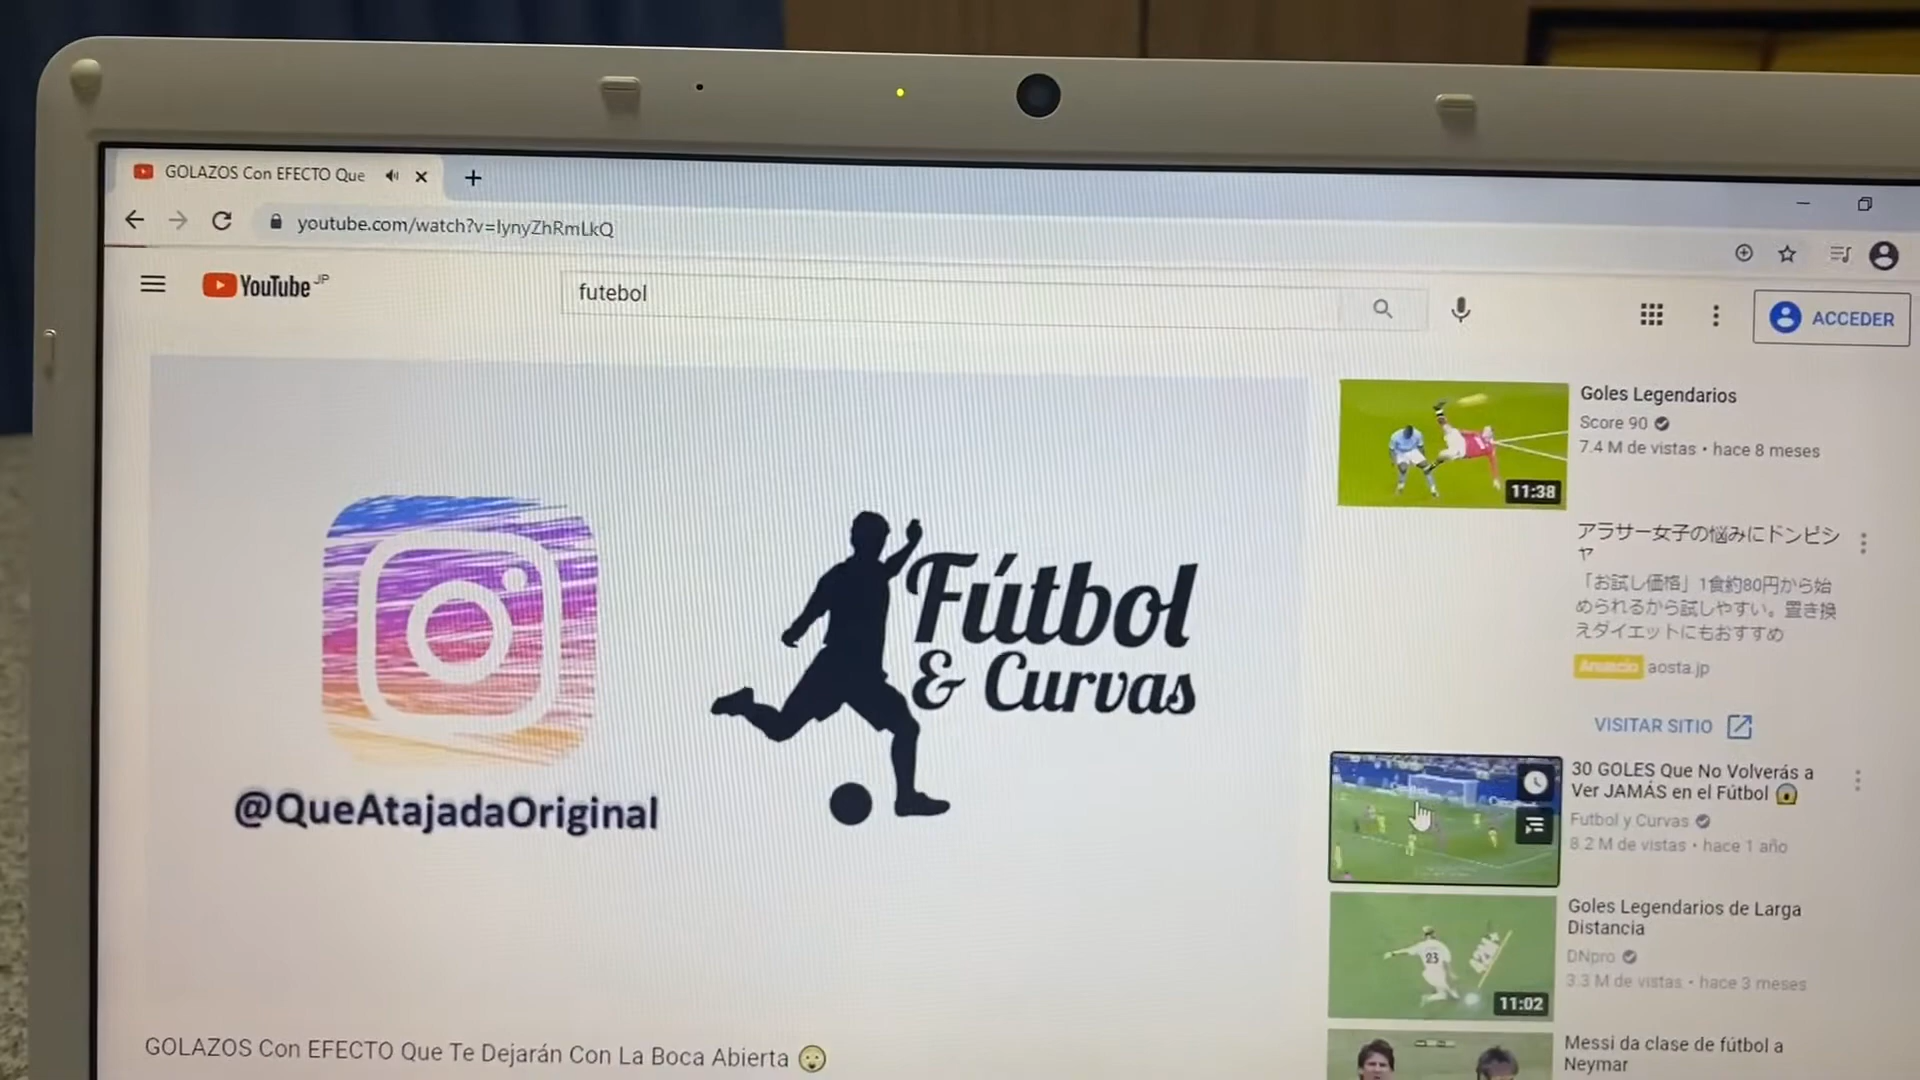 GOLAZOS Con EFECTO Que
youtube.com/watch?v=lynyZhRmLkQ
YouTube JP
futebol
ACCEDER
@QueAtajadaOriginal
Fútbol
& Curvas
GOLAZOS Con EFECTO Que Te Dejarán Con La Boca Abierta 😲
Goles Legendarios
Score 90
7.4 M de vistas • hace 8 meses
11:38
アラサー女子の悩みにドンピシ
ャ
「お試し価格」1食約80円から始
められるから試しやすい。置き換
えダイエットにもおすすめ
Anuncio aosta.jp
VISITAR SITIO
30 GOLES Que No Volverás a
Ver JAMÁS en el Fútbol 😱
Futbol y Curvas
8.2 M de vistas • hace 1 año
Goles Legendarios de Larga
Distancia
DNpro
3.3 M de vistas • hace 3 meses
23
11:02
Messi da clase de fútbol a
Neymar